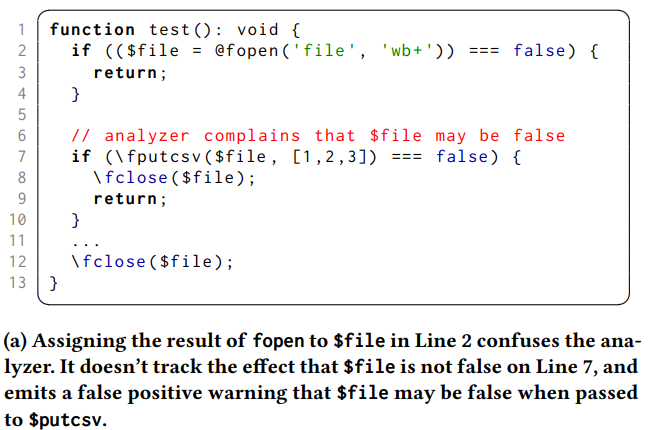 1 function test(): void {
2 if (($file = @fopen('file', 'wb+')) === false) {
3 return;
4 }
5
6 // analyzer complains that $file may be false
7 if (\fputcsv($file, [1,2,3]) === false) {
8 \fclose($file);
9 return;
10 }
11 ...
12 \fclose($file);
13 }
(a) Assigning the result of fopen to $file in Line 2 confuses the ana-
lyzer. It doesn't track the effect that $file is not false on Line 7, and
emits a false positive warning that $file may be false when passed
to $putcsv.